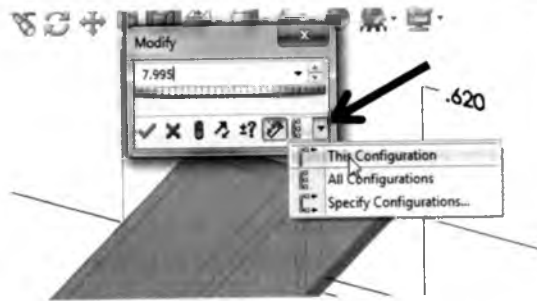 Modify
x
7.995
.620
±?
This Configuration
All Configurations
Specify Configurations...